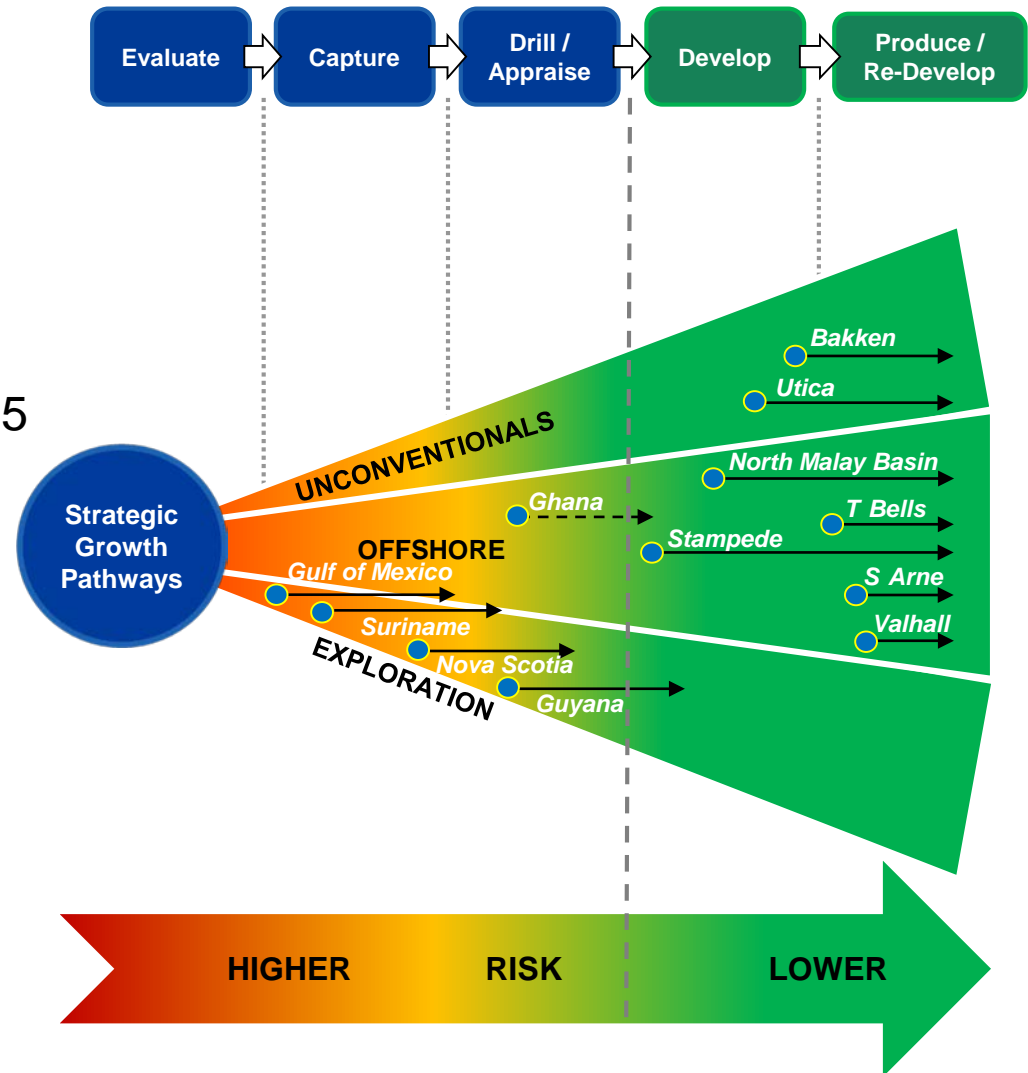 Evaluate
Capture
Drill /
Appraise
Develop
Produce /
Re-Develop
5
Strategic
Growth
Pathways
UNCONVENTIONALS
Bakken
Utica
OFFSHORE
Ghana
North Malay Basin
T Bells
Stampede
S Arne
Valhall
EXPLORATION
Gulf of Mexico
Suriname
Nova Scotia
Guyana
HIGHER
RISK
LOWER